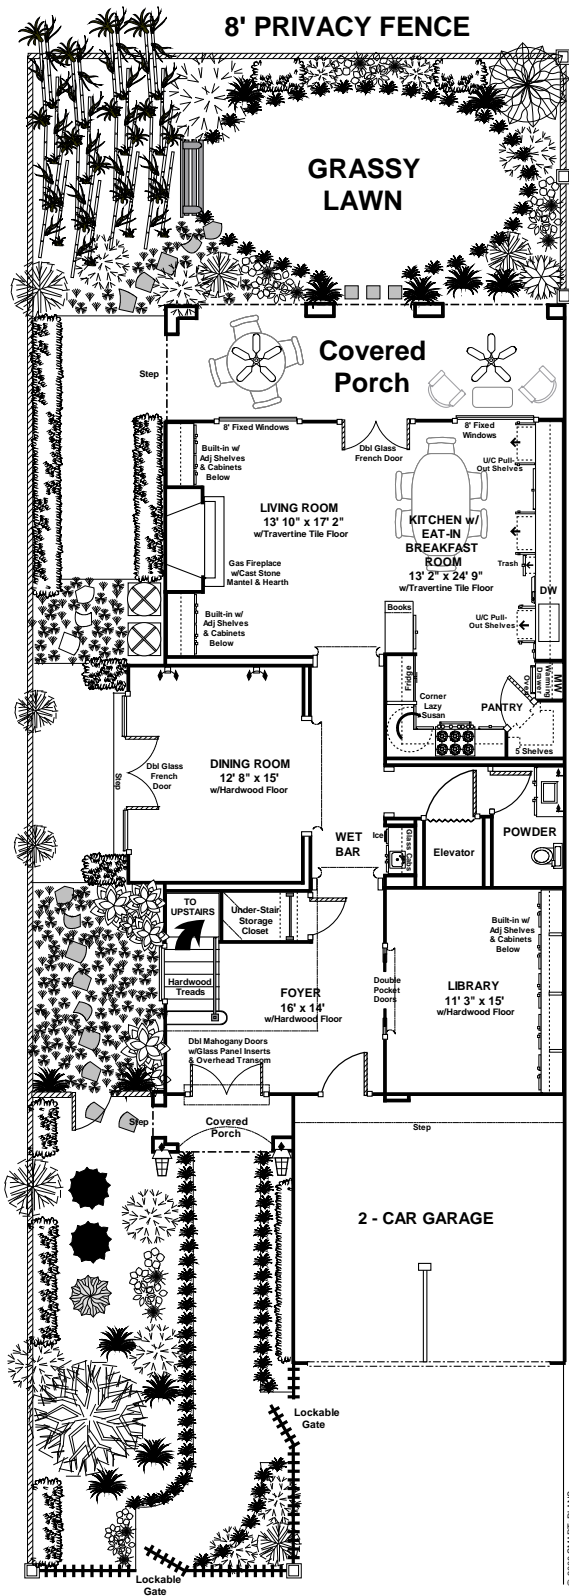 8' PRIVACY FENCE
GRASSY
LAWN
Covered
Porch
Step
8' Fixed Windows
8' Fixed
Windows
Dbl Glass
French Door
Built-in w/
Adj Shelves
& Cabinets
Below
U/C Pull-
Out Shelves
LIVING ROOM
13' 10" x 17' 2"
w/Travertine Tile Floor
KITCHEN w/
EAT-IN
BREAKFAST
ROOM
13' 2" x 24' 9"
w/Travertine Tile Floor
Trash
Gas Fireplace
w/Cast Stone
Mantel & Hearth
DW
Books
Built-in w/
Adj Shelves
& Cabinets
Below
U/C Pull-
Out Shelves
Fridge
Corner
Lazy
Susan
Oven
Warming
Drawer
MW
PANTRY
5 Shelves
DINING ROOM
12' 8" x 15'
w/Hardwood Floor
Dbl Glass
French
Door
Step
WET
BAR
Ice
Glass Cabs
Elevator
POWDER
TO
UPSTAIRS
Under-Stair
Storage
Closet
Built-in w/
Adj Shelves
& Cabinets
Below
Hardwood
Treads
FOYER
16' x 14'
w/Hardwood Floor
Double
Pocket
Doors
LIBRARY
11' 3" x 15'
w/Hardwood Floor
Dbl Mahogany Doors
w/Glass Panel Inserts
& Overhead Transom
Step
Covered
Porch
Step
2 - CAR GARAGE
Lockable
Gate
Lockable
Gate